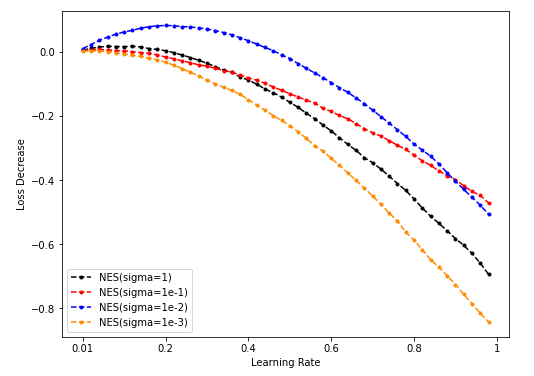 0.0
−0.2
−0.4
−0.6
−0.8
Loss Decrease
NES(sigma=1)
NES(sigma=1e-1)
NES(sigma=1e-2)
NES(sigma=1e-3)
0.01
0.2
0.4
0.6
0.8
1
Learning Rate